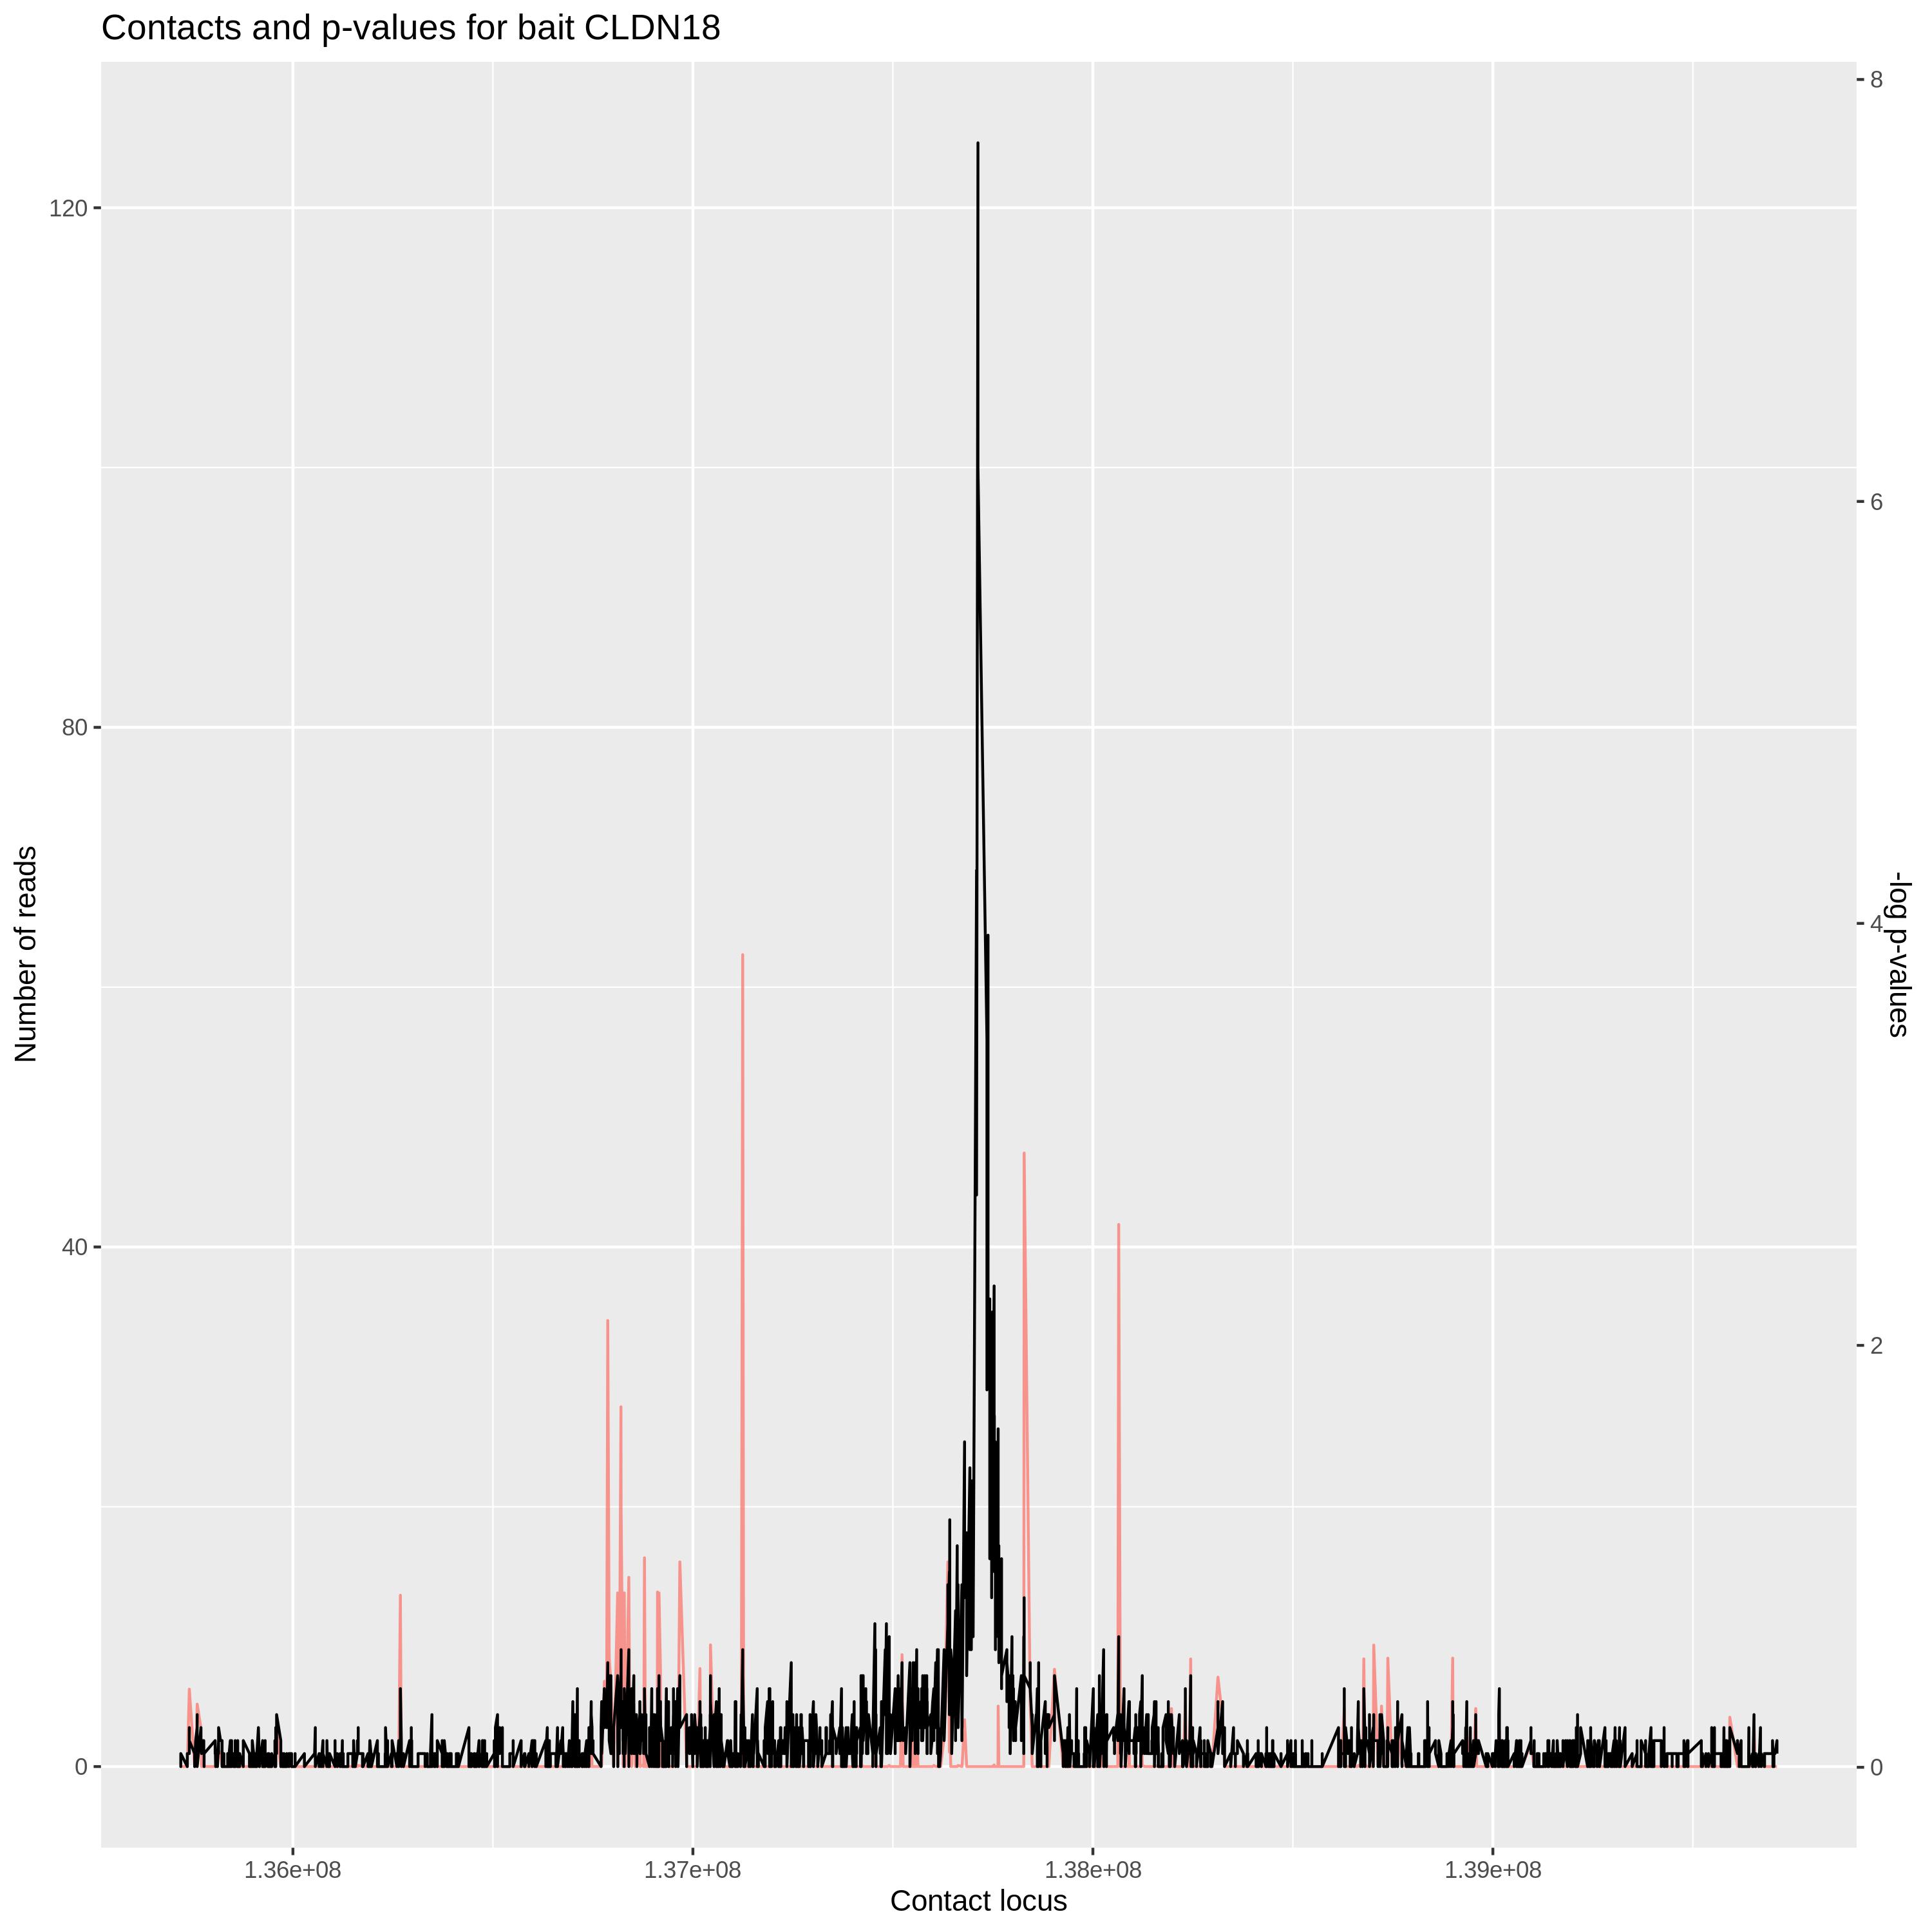 Contacts and p-values for bait CLDN18
8
120
6
80
4
Number of reads
-log p-values
40
2
0
0
1.36e+08
1.37e+08
1.38e+08
1.39e+08
Contact locus